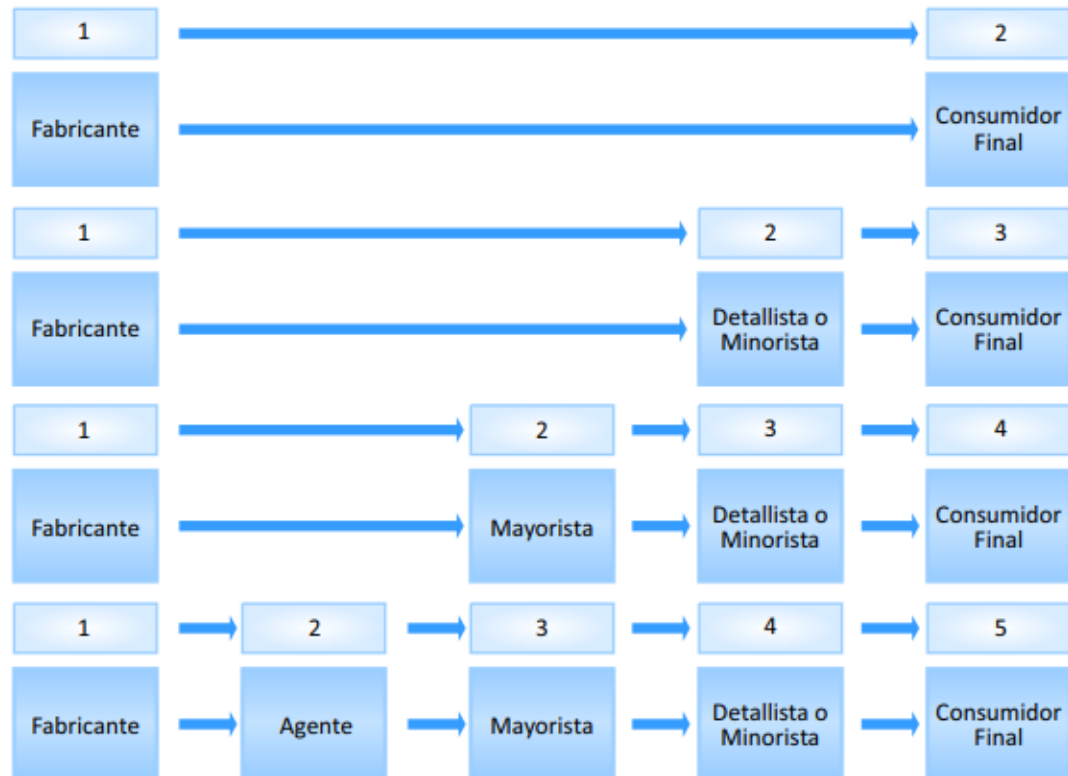 1
2
Fabricante
Consumidor
Final
1
2
3
Fabricante
Detallista o
Minorista
Consumidor
Final
1
2
3
4
Fabricante
Mayorista
Detallista o
Minorista
Consumidor
Final
1
2
3
4
5
Fabricante
Agente
Mayorista
Detallista o
Minorista
Consumidor
Final